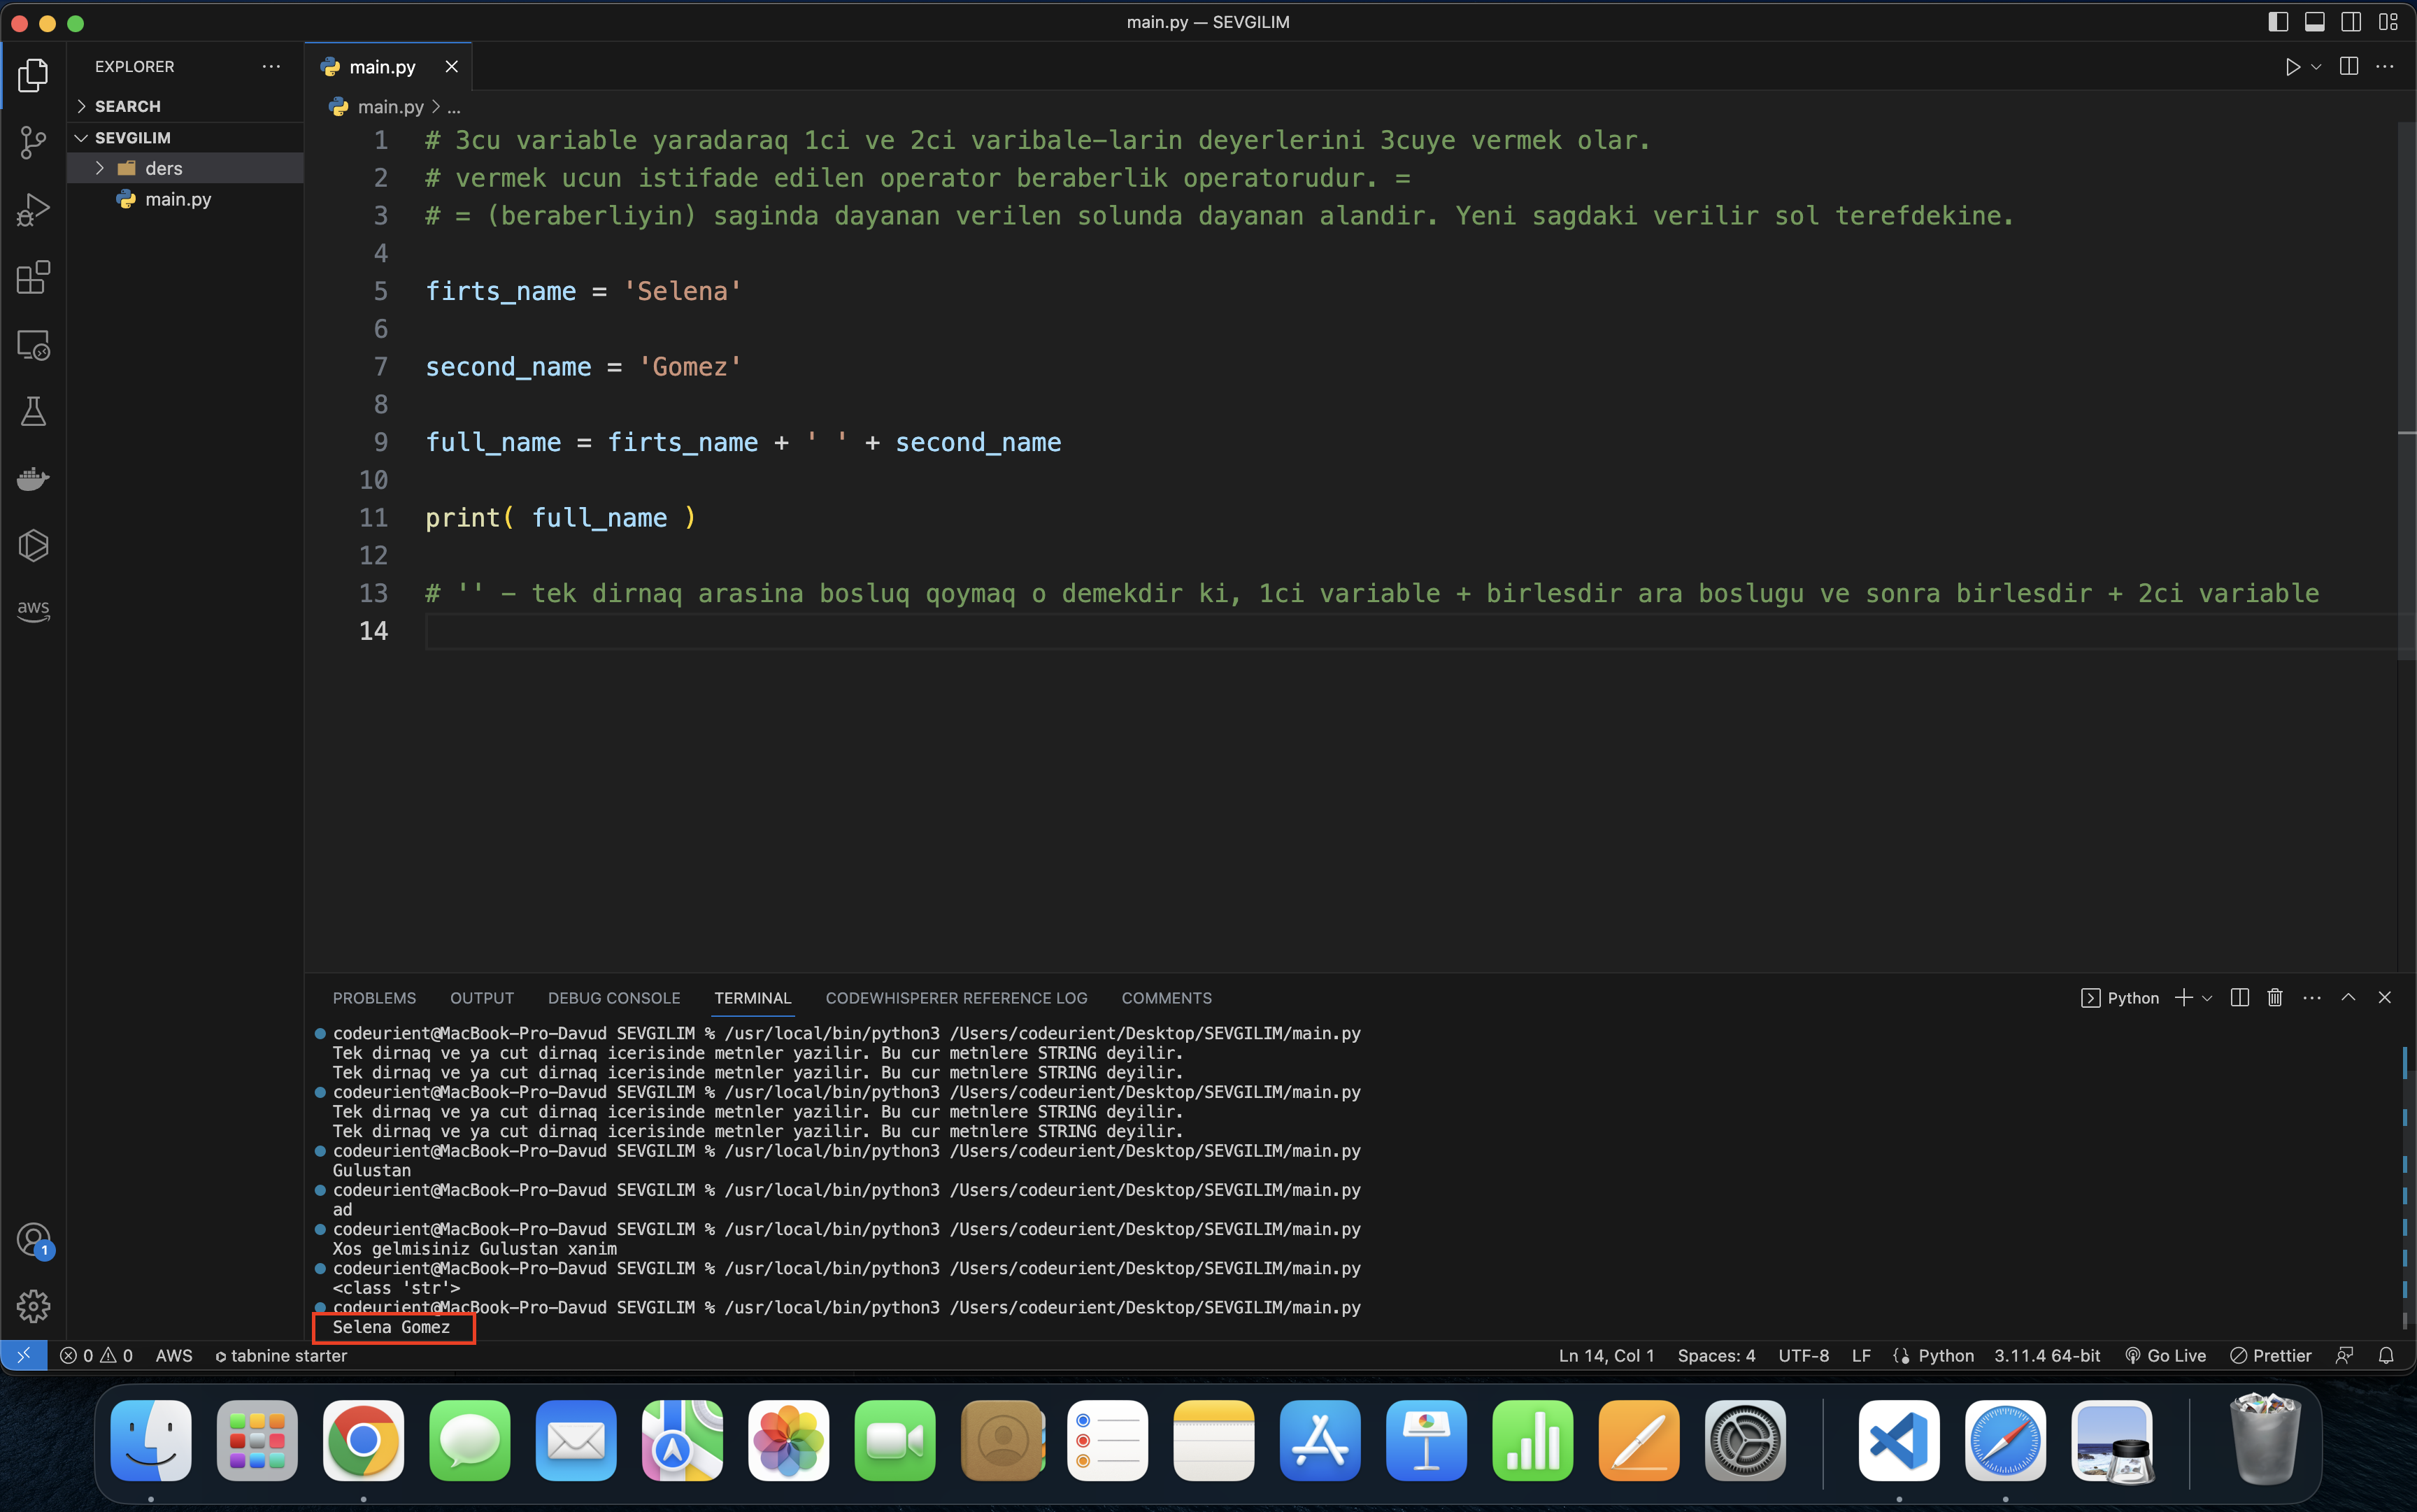 main.py — SEVGILIM
EXPLORER
SEARCH
SEVGILIM
ders
main.py
main.py
main.py > ...
1 # 3cu variable yaradaraq 1ci ve 2ci varibale-larin deyerlerini 3cuye vermek olar.
2 # vermek ucun istifade edilen operator beraberlik operatorudur. =
3 # = (beraberliyin) saginda dayanan verilen solunda dayanan alandir. Yeni sagdaki verilir sol terefdekine.
4
5 firts_name = 'Selena'
6
7 second_name = 'Gomez'
8
9 full_name = firts_name + ' ' + second_name
10
11 print( full_name )
12
13 # '' - tek dirnaq arasina bosluq qoymaq o demekdir ki, 1ci variable + birlesdir ara boslugu ve sonra birlesdir + 2ci variable
14
aws
1
PROBLEMS OUTPUT DEBUG CONSOLE TERMINAL CODEWHISPERER REFERENCE LOG COMMENTS Python
codeurient@MacBook-Pro-Davud SEVGILIM % /usr/local/bin/python3 /Users/codeurient/Desktop/SEVGILIM/main.py
Tek dirnaq ve ya cut dirnaq icerisinde metnler yazilir. Bu cur metnlere STRING deyilir.
Tek dirnaq ve ya cut dirnaq icerisinde metnler yazilir. Bu cur metnlere STRING deyilir.
codeurient@MacBook-Pro-Davud SEVGILIM % /usr/local/bin/python3 /Users/codeurient/Desktop/SEVGILIM/main.py
Tek dirnaq ve ya cut dirnaq icerisinde metnler yazilir. Bu cur metnlere STRING deyilir.
Tek dirnaq ve ya cut dirnaq icerisinde metnler yazilir. Bu cur metnlere STRING deyilir.
codeurient@MacBook-Pro-Davud SEVGILIM % /usr/local/bin/python3 /Users/codeurient/Desktop/SEVGILIM/main.py
Gulustan
codeurient@MacBook-Pro-Davud SEVGILIM % /usr/local/bin/python3 /Users/codeurient/Desktop/SEVGILIM/main.py
ad
codeurient@MacBook-Pro-Davud SEVGILIM % /usr/local/bin/python3 /Users/codeurient/Desktop/SEVGILIM/main.py
Xos gelmisiniz Gulustan xanim
codeurient@MacBook-Pro-Davud SEVGILIM % /usr/local/bin/python3 /Users/codeurient/Desktop/SEVGILIM/main.py
<class 'str'>
codeurient@MacBook-Pro-Davud SEVGILIM % /usr/local/bin/python3 /Users/codeurient/Desktop/SEVGILIM/main.py
Selena Gomez
0 0 AWS tabnine starter Ln 14, Col 1 Spaces: 4 UTF-8 LF Python 3.11.4 64-bit Go Live Prettier